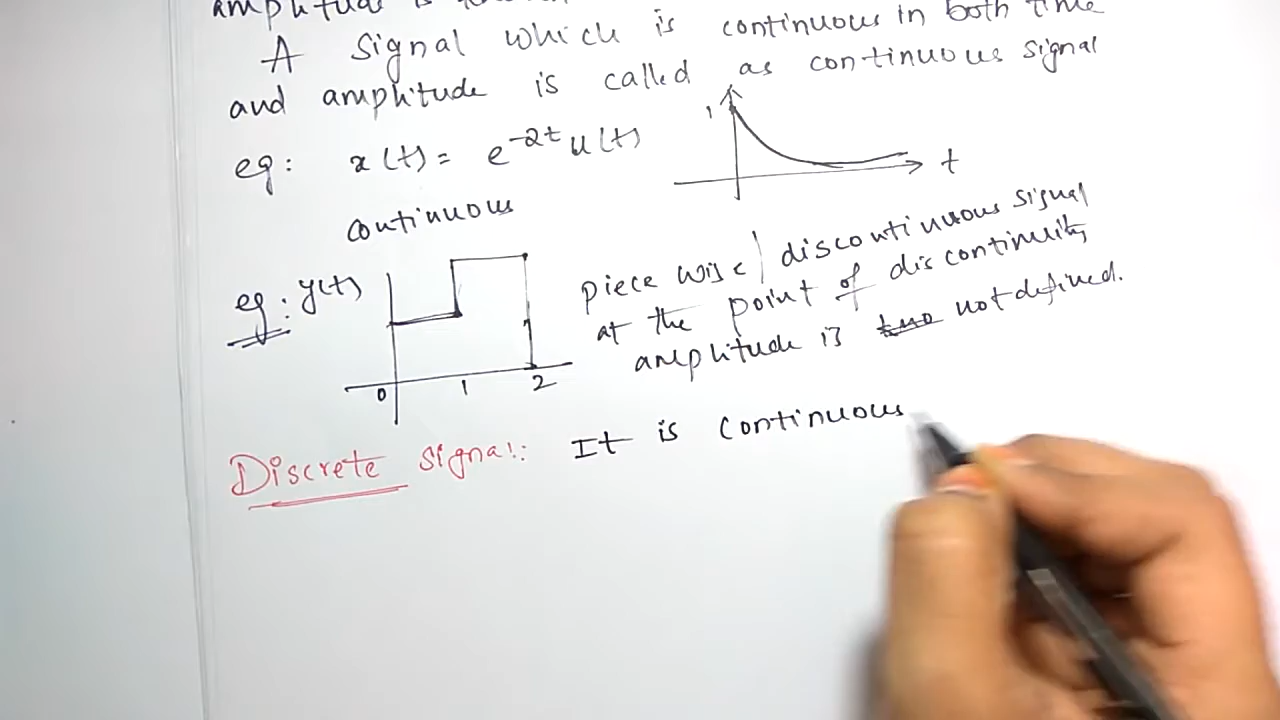 amplitude is
A signal which is continuous in both time
and amplitude is called as continuous signal
eg: x(t) = e^-2t u(t)
1
t
continuous
eg: y(t)
0 1 2
piece wise / discontinuous signal
at the point of discontinuity
amplitude is not defined.
Discrete signal: It is continuous